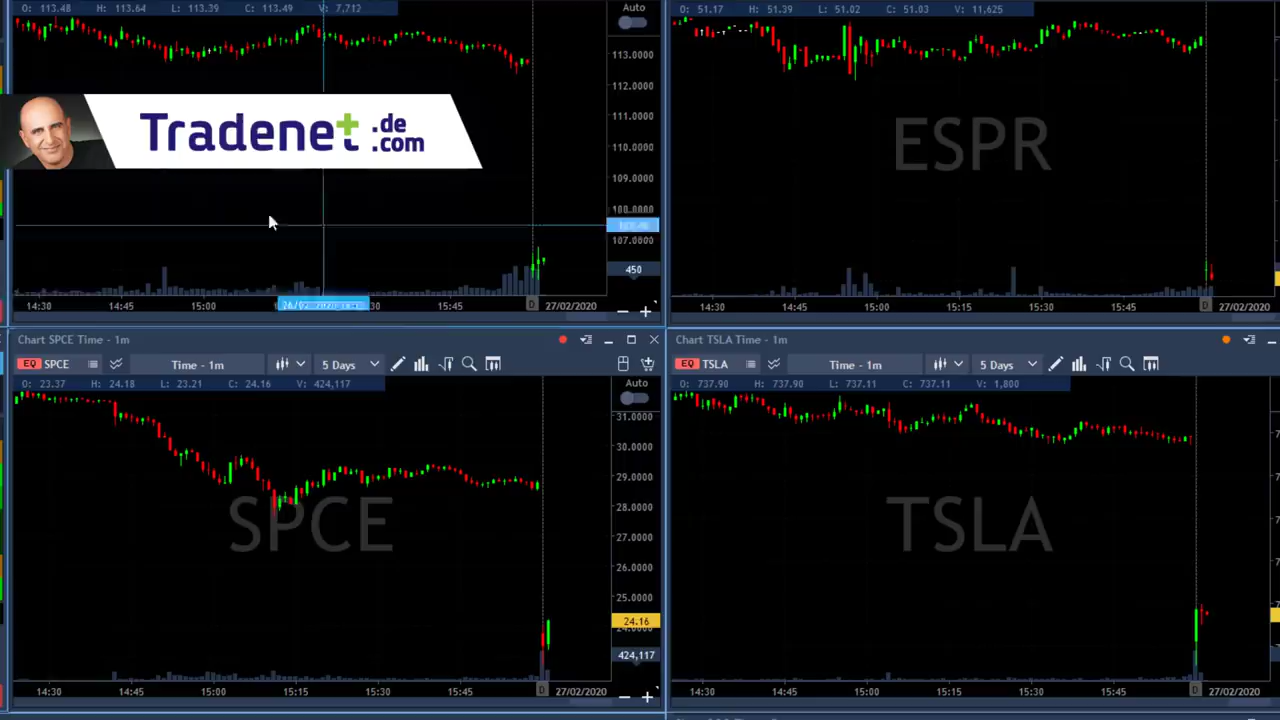 O: 113.48 H: 113.64 L: 113.39 C: 113.49 V: 7,712
Auto
113.0000
112.0000
111.0000
110.0000
109.0000
108.0000
107.0000
450
14:30 14:45 15:00 15:45 D 27/02/2020
Tradenet .de
.com
O: 51.17 H: 51.39 L: 51.02 C: 51.03 V: 11,625
ESPR
14:30 14:45 15:00 15:15 15:30 15:45 D 27/02/2020
Chart SPCE Time - 1m
EQ SPCE Time - 1m 5 Days
O: 23.37 H: 24.18 L: 23.21 C: 24.16 V: 424,117
Auto
31.0000
30.0000
29.0000
28.0000
27.0000
26.0000
25.0000
24.16
424,117
SPCE
14:30 14:45 15:00 15:15 15:30 15:45 D 27/02/2020
Chart TSLA Time - 1m
EQ TSLA Time - 1m 5 Days
O: 737.90 H: 737.90 L: 737.11 C: 737.11 V: 1,800
TSLA
14:30 14:45 15:00 15:15 15:30 15:45 D 27/02/2020